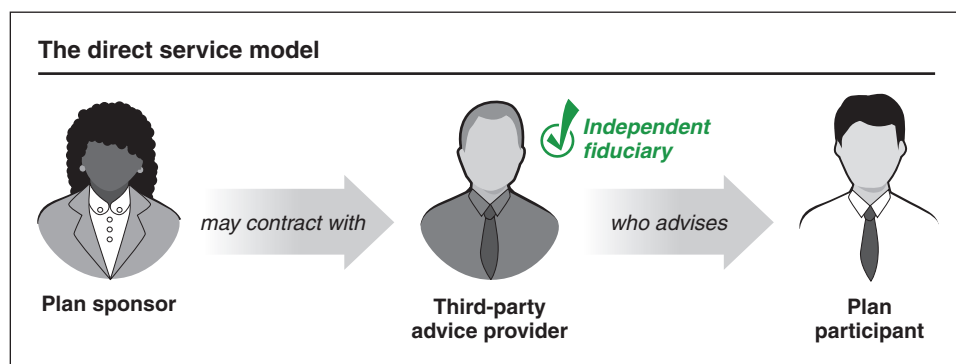 The direct service model
Independent
fiduciary
may contract with
who advises
Plan sponsor
Third-party
advice provider
Plan
participant